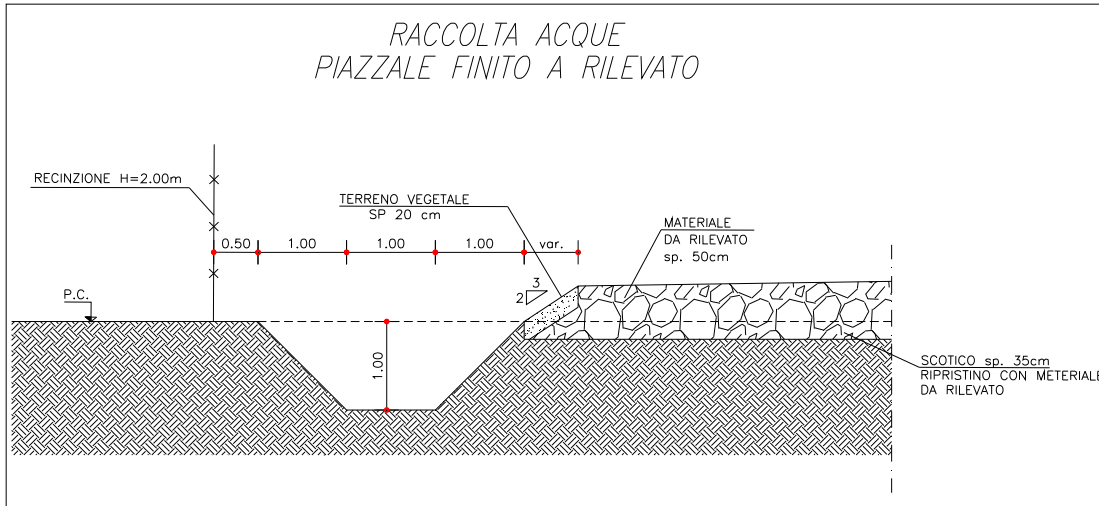 RACCOLTA ACQUE
PIAZZALE FINITO A RILEVATO
RECINZIONE H=2.00m
TERRENO VEGETALE
SP 20 cm
MATERIALE
DA RILEVATO
sp. 50cm
0.50 1.00 1.00 1.00 var.
3
2
P.C.
1.00
SCOTICO sp. 35cm
RIPRISTINO CON METERIALE
DA RILEVATO